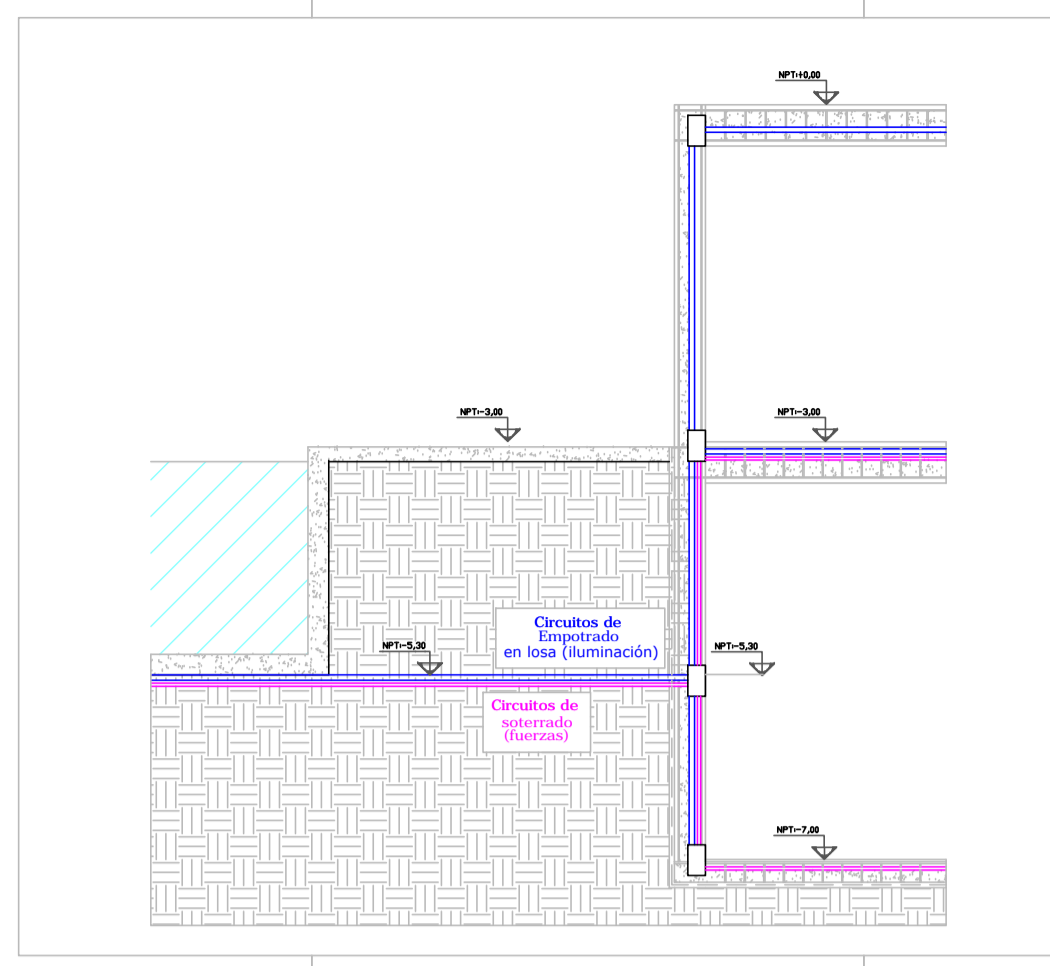 NPT:+0,00
NPT:-3,00
NPT:-3,00
Circuitos de
Empotrado
en losa (iluminación)
NPT:-5,30
NPT:-5,30
Circuitos de
soterrado
(fuerzas)
NPT:-7,00